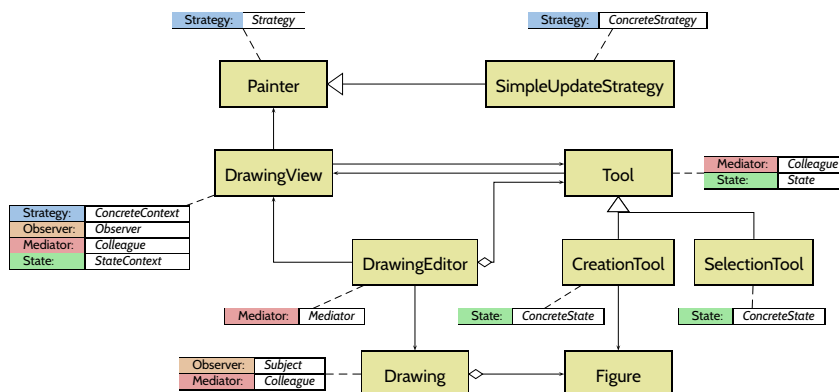 Strategy: Strategy
Strategy: ConcreteStrategy
Painter
SimpleUpdateStrategy
DrawingView
Tool
Mediator: Colleague
State: State
Strategy: ConcreteContext
Observer: Observer
Mediator: Colleague
State: StateContext
DrawingEditor
CreationTool
SelectionTool
Mediator: Mediator
State: ConcreteState
State: ConcreteState
Observer: Subject
Mediator: Colleague
Drawing
Figure